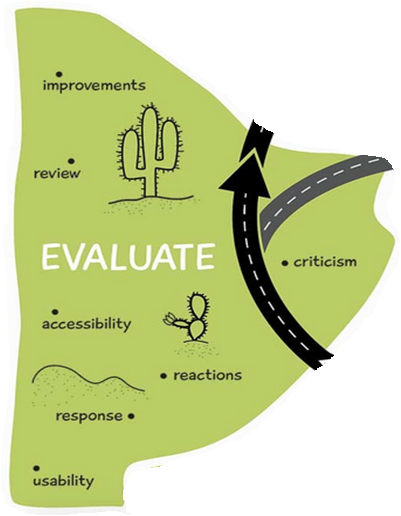 improvements
review
EVALUATE
criticism
accessibility
reactions
response
usability